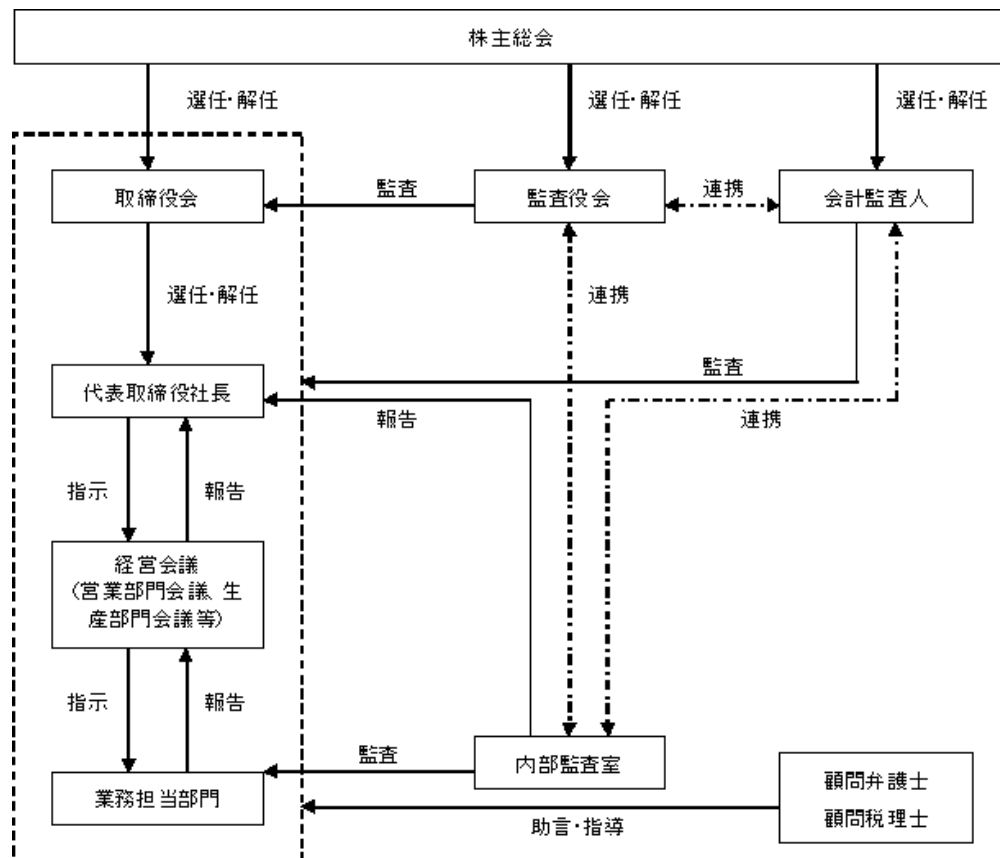 株主総会
選任・解任
選任・解任
選任・解任
取締役会
監査
監査役会
連携
会計監査人
選任・解任
連携
代表取締役社長
監査
報告
連携
指示
報告
経営会議
(営業部門会議、生
産部門会議等)
指示
報告
監査
内部監査室
業務担当部門
顧問弁護士
顧問税理士
助言・指導